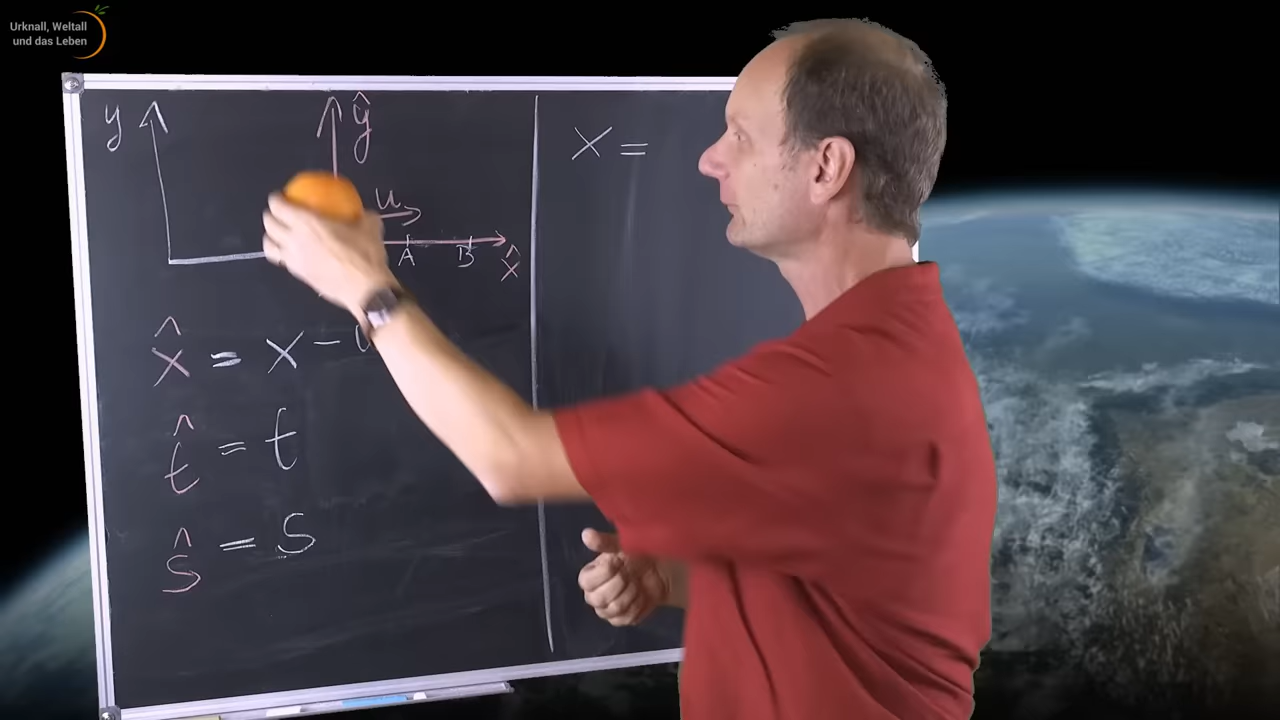 Urknall, Weltall
und das Leben
y ŷ
u
A B x̂
x̂ = x -
t̂ = t
ŝ = s
x =